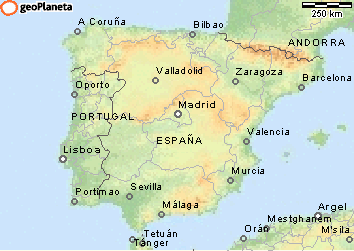 geoPlaneta
250 km
A Coruña
Bilbao
ANDORRA
Valladolid
Zaragoza
Barcelona
Oporto
Madrid
PORTUGAL
ESPAÑA
Valencia
Lisboa
Murcia
Portimao
Sevilla
Málaga
Argel
Mestghanem
Orán
M'sila
Tetuán
Tánger